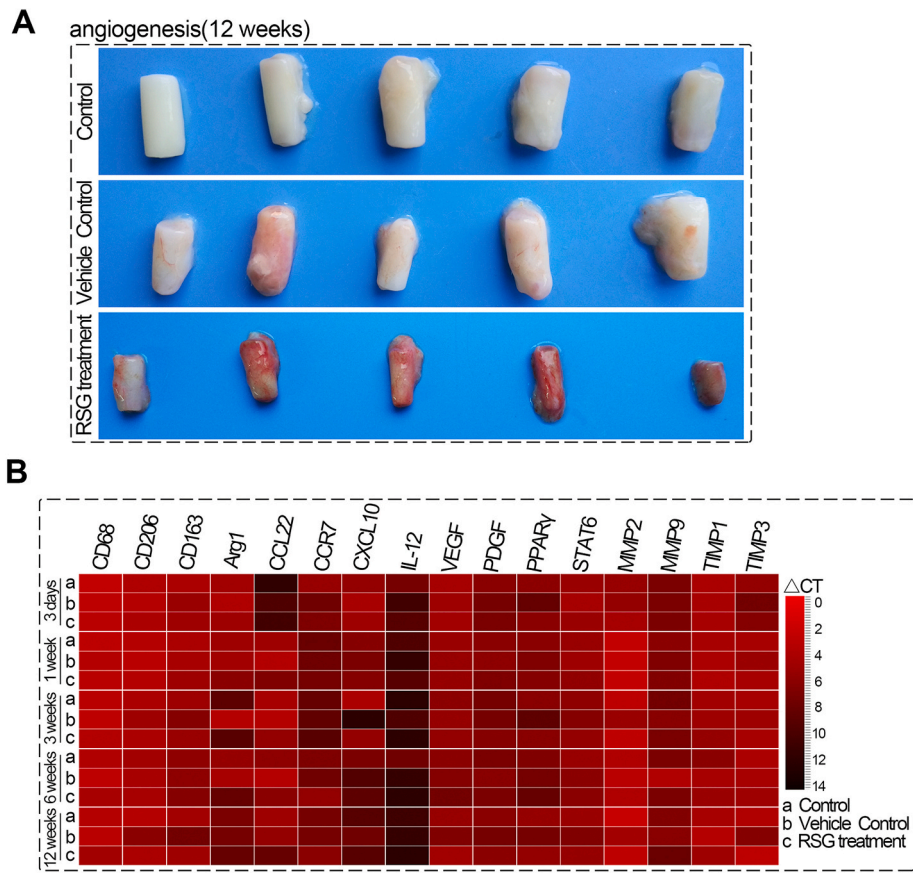 A
angiogenesis(12 weeks)
Control
Vehicle Control
RSG treatment
B
CD68 CD206 CD163 Arg1 CCL22 CCR7 CXCL10 IL-12 VEGF PDGF PPARγ STAT6 MMP2 MMP9 TIMP1 TIMP3
3 days
a
b
c
1 week
a
b
c
3 weeks
a
b
c
6 weeks
a
b
c
12 weeks
a
b
c
△CT
0
2
4
6
8
10
12
14
a Control
b Vehicle Control
c RSG treatment